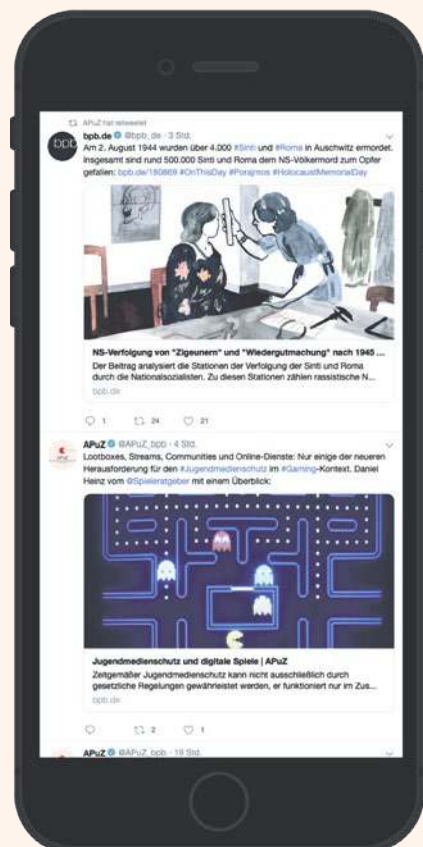 APuZ hat retweetet
bpb:
bpb.de @bpb_de · 3 Std.
Am 2. August 1944 wurden über 4.000 #Sinti und #Roma in Auschwitz ermordet.
Insgesamt sind rund 500.000 Sinti und Roma dem NS-Völkermord zum Opfer
gefallen: bpb.de/180869 #OnThisDay #Porajmos #HolocaustMemorialDay
NS-Verfolgung von "Zigeunern" und "Wiedergutmachung" nach 1945 ...
Der Beitrag analysiert die Stationen der Verfolgung der Sinti und Roma
durch die Nationalsozialisten. Zu diesen Stationen zählen rassistische N...
bpb.de
1 24 21
APuZ
APuZ @APuZ_bpb · 4 Std.
Lootboxes, Streams, Communities und Online-Dienste: Nur einige der neueren
Herausforderung für den #Jugendmedienschutz im #Gaming-Kontext. Daniel
Heinz vom @Spieleratgeber mit einem Überblick:
Jugendmedienschutz und digitale Spiele | APuZ
Zeitgemäßer Jugendmedienschutz kann nicht ausschließlich durch
gesetzliche Regelungen gewährleistet werden, er funktioniert nur im Zus...
bpb.de
2 1
APuZ @APuZ_bpb · 19 Std.